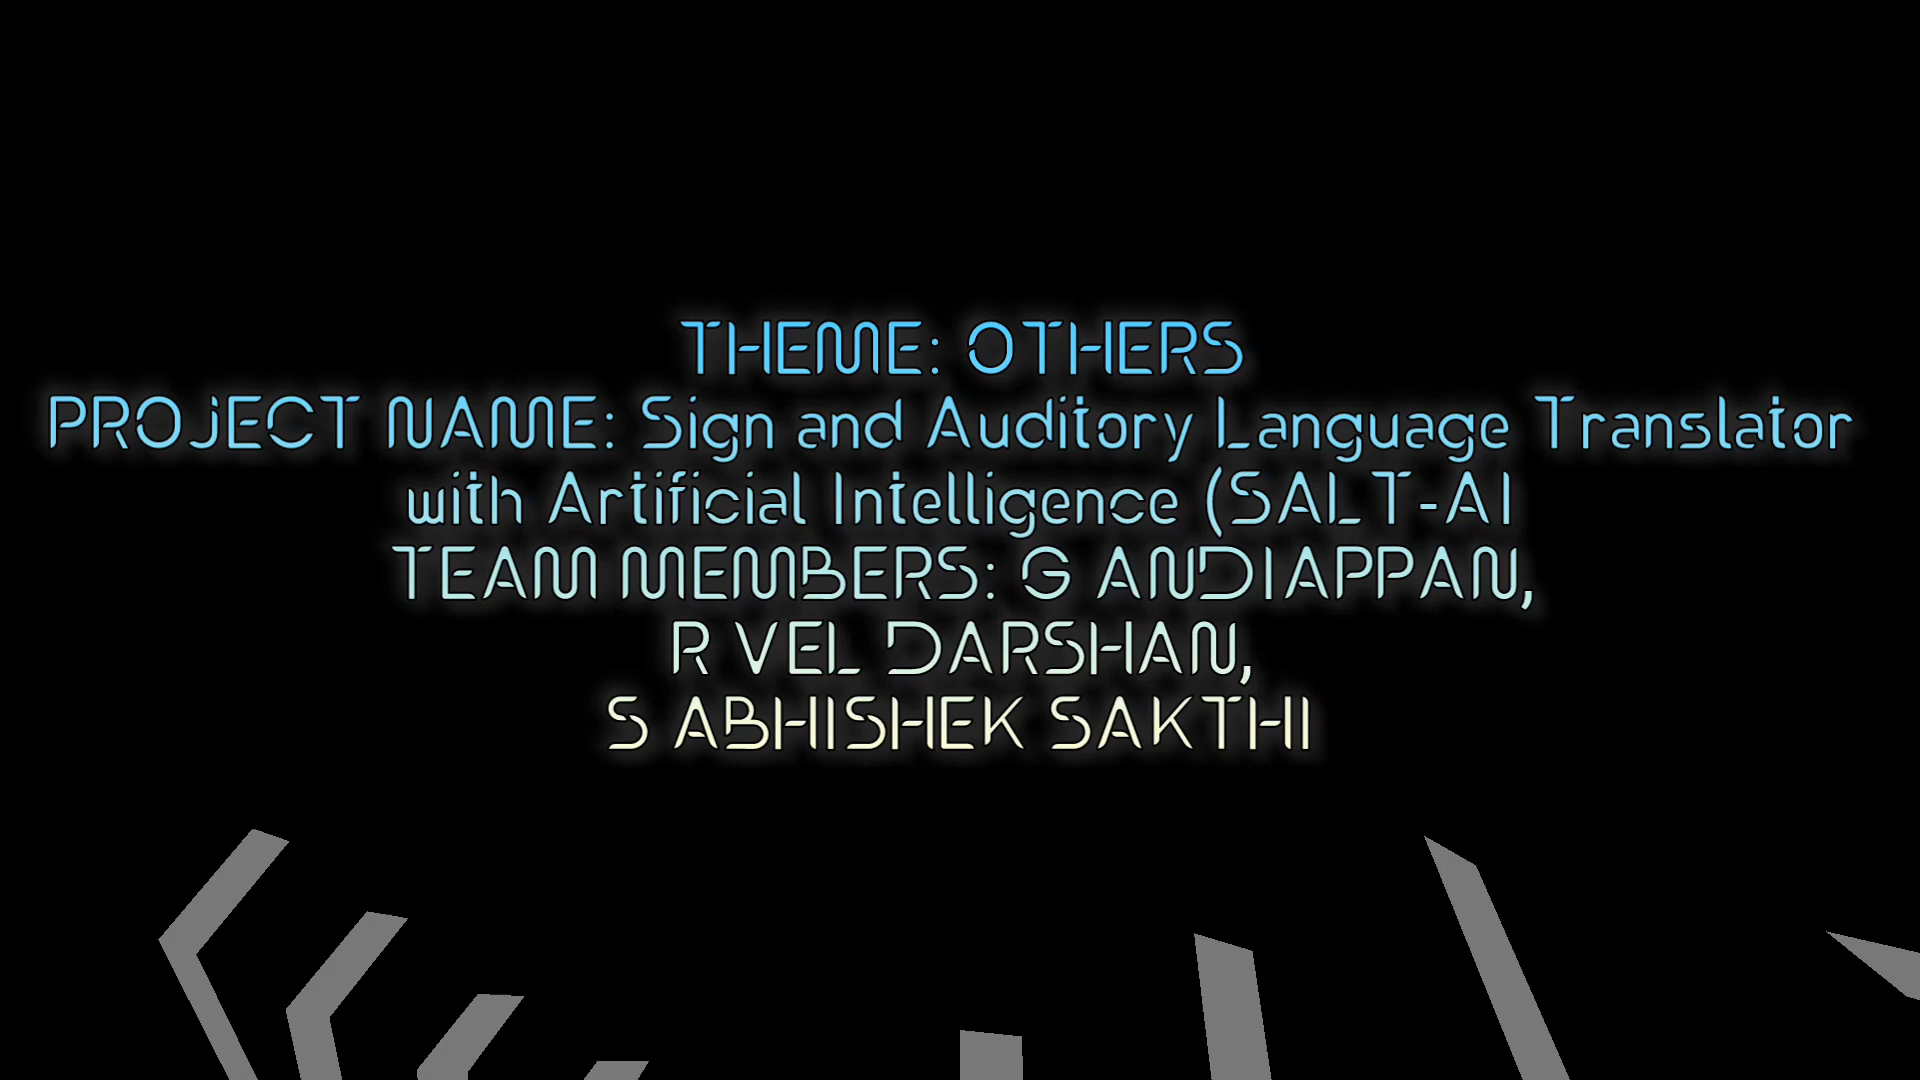 THEME: OTHERS
PROJECT NAME: Sign and Auditory Language Translator
with Artificial Intelligence (SALT-AI
TEAM MEMBERS: G ANDIAPPAN,
R VEL DARSHAN,
S ABHISHEK SAKTHI